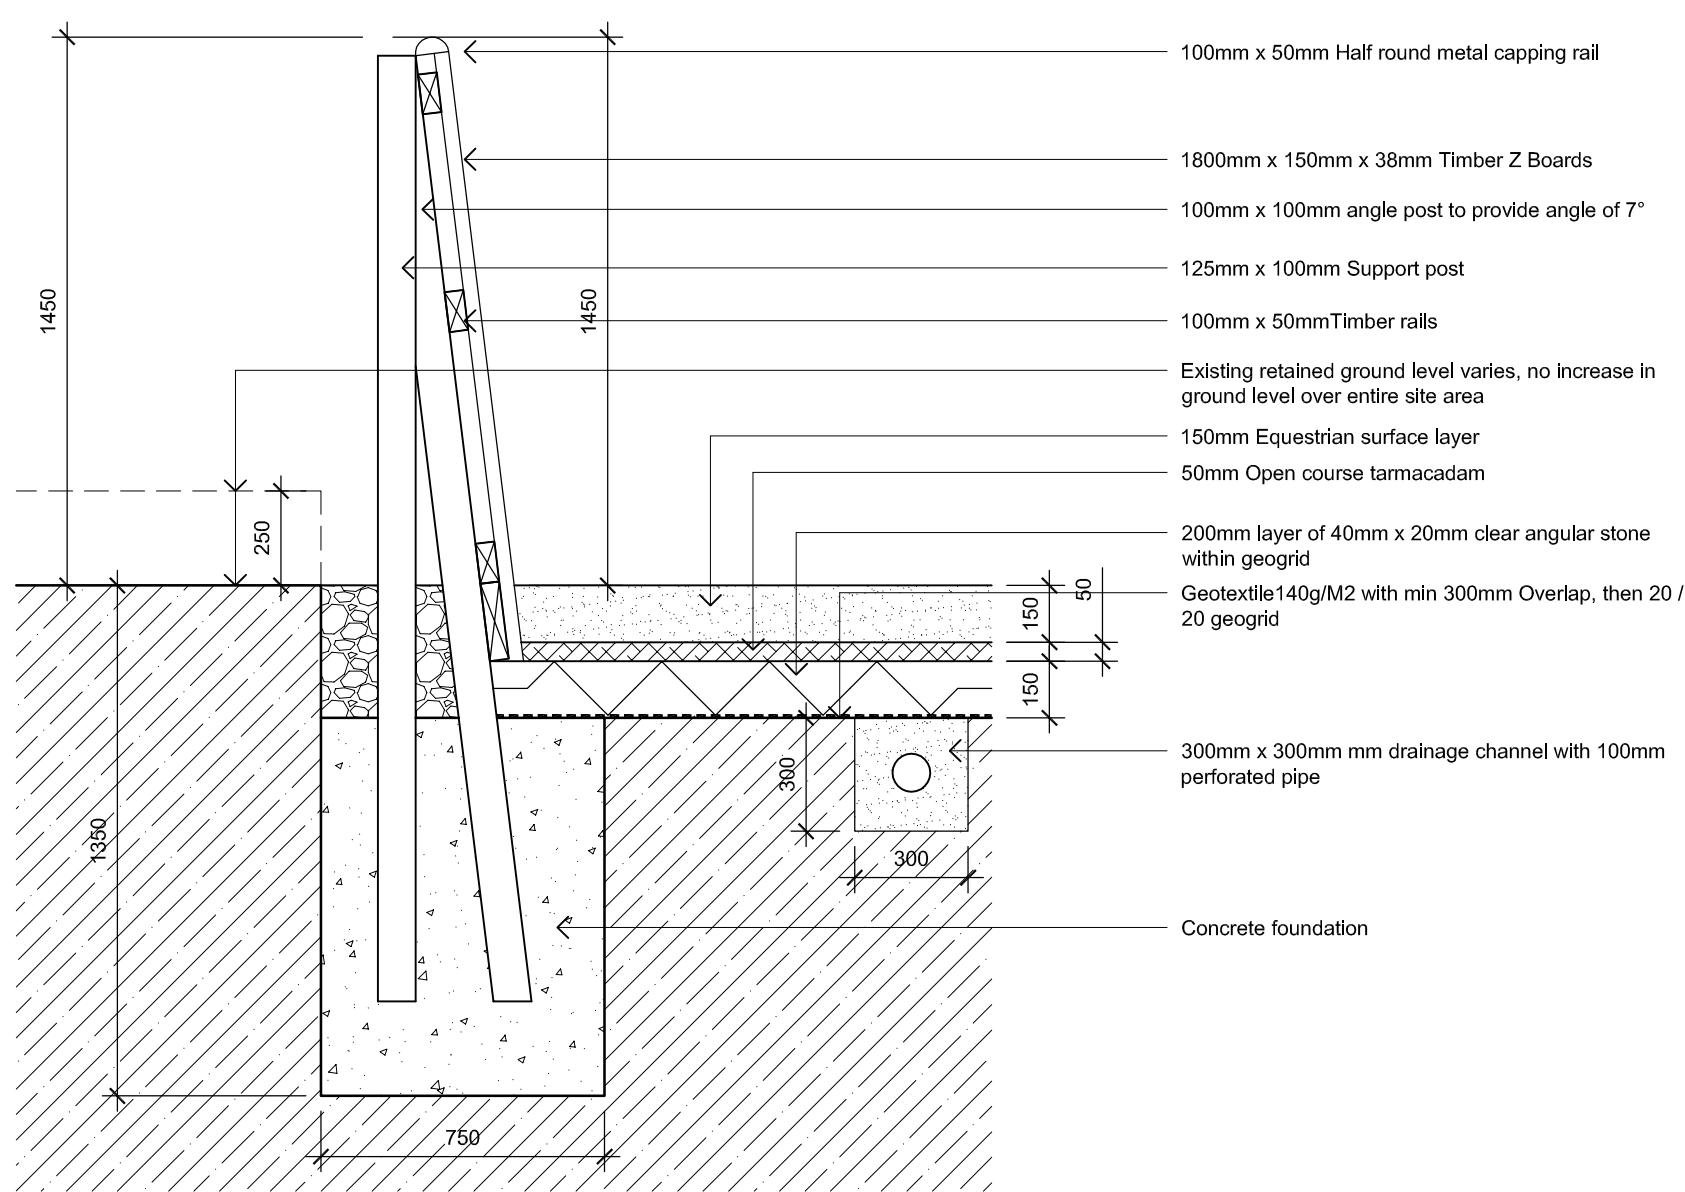 100mm x 50mm Half round metal capping rail
1800mm x 150mm x 38mm Timber Z Boards
100mm x 100mm angle post to provide angle of 7°
125mm x 100mm Support post
1450
1450
100mm x 50mmTimber rails
Existing retained ground level varies, no increase in
ground level over entire site area
150mm Equestrian surface layer
50mm Open course tarmacadam
250
200mm layer of 40mm x 20mm clear angular stone
within geogrid
50
150
Geotextile140g/M2 with min 300mm Overlap, then 20 /
20 geogrid
150
300mm x 300mm mm drainage channel with 100mm
perforated pipe
300
1350
300
Concrete foundation
750